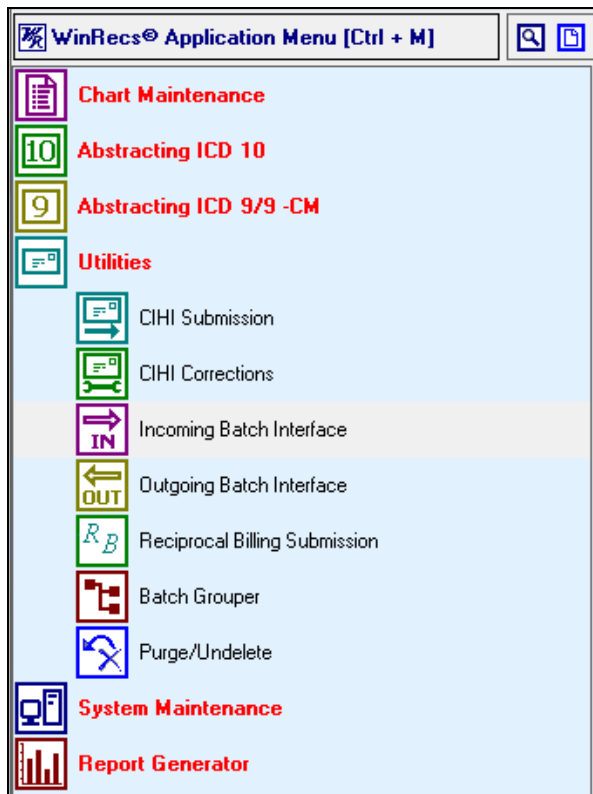 WR WinRecs© Application Menu [Ctrl + M]
Chart Maintenance
10 Abstracting ICD 10
9 Abstracting ICD 9/9 -CM
Utilities
CIHI Submission
CIHI Corrections
IN Incoming Batch Interface
OUT Outgoing Batch Interface
RB Reciprocal Billing Submission
Batch Grouper
Purge/Undelete
System Maintenance
Report Generator